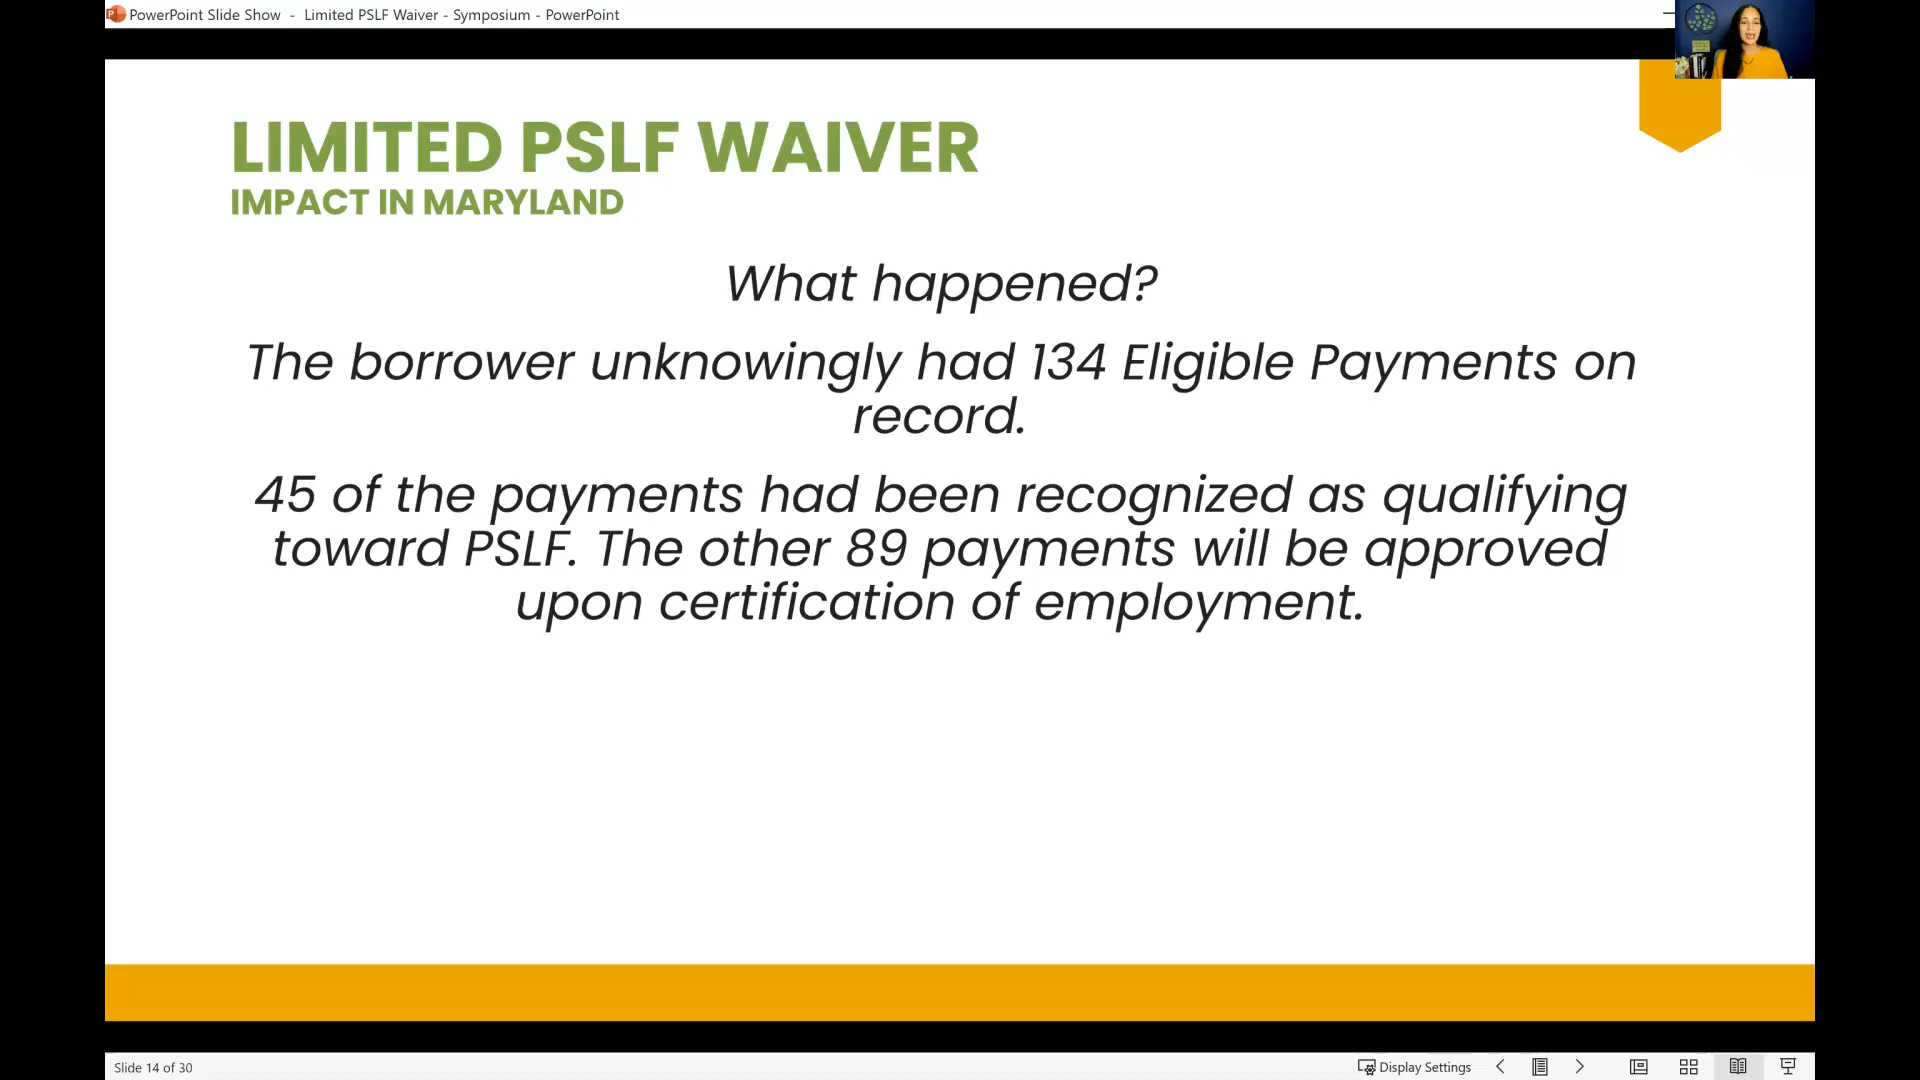 PowerPoint Slide Show - Limited PSLF Waiver - Symposium - PowerPoint
LIMITED PSLF WAIVER
IMPACT IN MARYLAND
What happened?
The borrower unknowingly had 134 Eligible Payments on
record.
45 of the payments had been recognized as qualifying
toward PSLF. The other 89 payments will be approved
upon certification of employment.
Slide 14 of 30
Display Settings